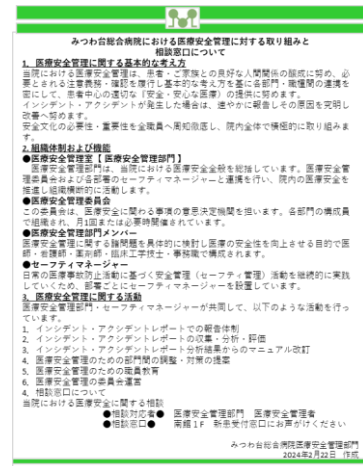 みつわ台総合病院における医療安全管理に対する取り組みと
相談窓口について
1. 医療安全管理に関する基本的な考え方
当院における医療安全管理は、患者・ご家族との良好な人間関係の醸成に努め、必
要とされる注意義務・確認を履行し基本的な考え方を基に各部門・職種間の連携を
密にして、患者中心の適切な『安全・安心な医療』の提供に努めます。
インシデント・アクシデントが発生した場合は、速やかに報告しその原因を究明し
改善へ努めます。
安全文化の必要性・重要性を全職員へ周知徹底し、院内全体で積極的に取り組みま
す。
2. 組織体制および機能
●医療安全管理室【 医療安全管理部門 】
医療安全管理部門は、当院における医療安全全般を総括しています。医療安全管
理委員会および各部署のセーフティマネージャーと連携を行い、院内の医療安全を
推進し組織横断的に活動します。
●医療安全管理委員会
この委員会は、医療安全に関わる事項の意思決定機関を担います。各部門の構成員
で組織され、月1回または必要時開催されています。
●医療安全管理部門メンバー
医療安全管理に関する諸問題を具体的に検討し医療の安全性を向上させる目的で医
師・看護師・薬剤師・臨床工学技士・事務職で構成されます。
●セーフティマネージャー
日常の医療事故防止活動に基づく安全管理（セーフティ管理）活動を継続的に実践
していくため、部署ごとにセーフティマネージャーを設置しています。
3. 医療安全管理に関する活動
医療安全管理部門・セーフティマネージャーが共同して、以下のような活動を行っ
ています。
1. インシデント・アクシデントレポートでの報告体制
2. インシデント・アクシデントレポートの収集・分析・評価
3. インシデント・アクシデントレポート分析結果からのマニュアル改訂
4. 医療安全管理のための部門間の調整・対策の提案
5. 医療安全管理のための職員教育
6. 医療安全管理の委員会運営
4. 相談窓口について
当院における医療安全に関する相談
●相談対応者● 医療安全管理部門 医療安全管理者
●相談窓口● 南館１F 新患受付窓口にお声がけください
みつわ台総合病院医療安全管理部門
2024年2月22日 作成